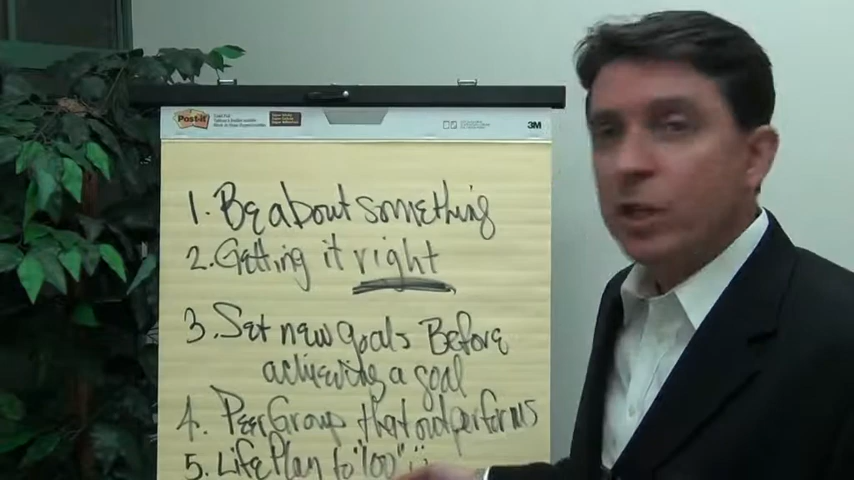 Post-it
3M
1. Be About Something
2. Getting it right
3. Set new goals Before
achieving a goal
4. Peer Group that outperforms
5. Life Plan to "100"